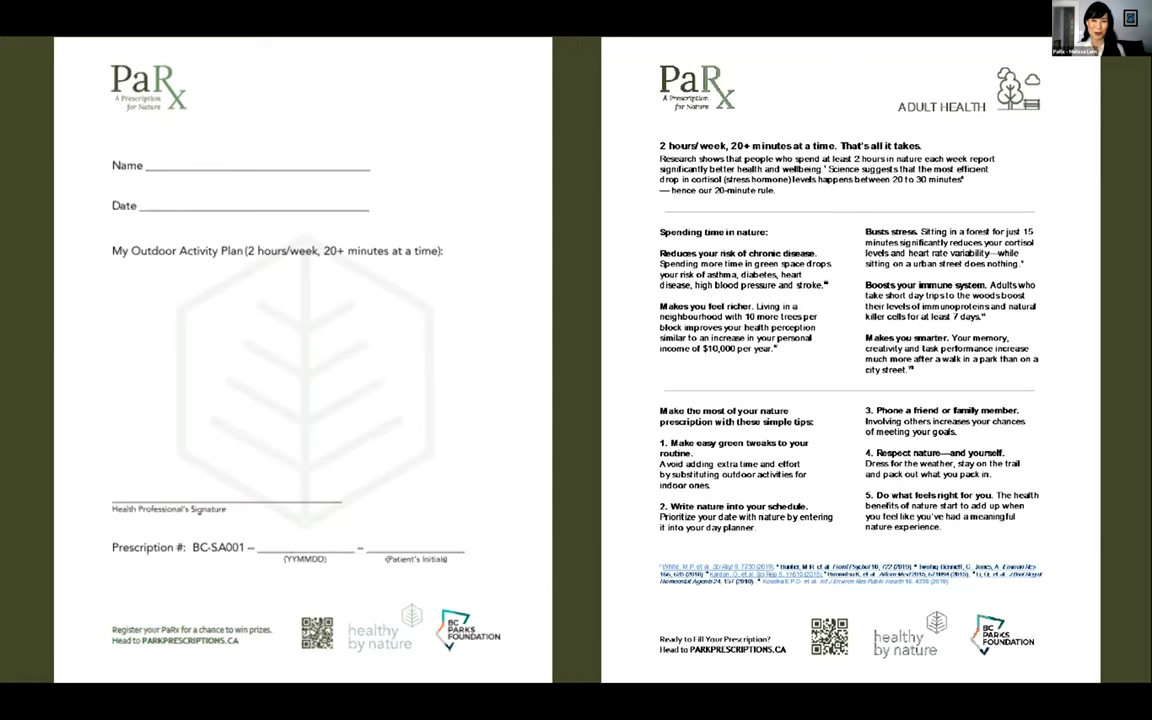 PaRx
A Prescription
for Nature
Name
Date
My Outdoor Activity Plan (2 hours/week, 20+ minutes at a time):
Health Professional's Signature
Prescription #: BC-SA001 – –
(YYMMDD) (Patient's Initials)
Register your PaRx for a chance to win prizes.
Head to PARKPRESCRIPTIONS.CA
healthy
by nature
BC
PARKS
FOUNDATION
PaRx
A Prescription
for Nature
ADULT HEALTH
2 hours/week, 20+ minutes at a time. That's all it takes.
Research shows that people who spend at least 2 hours in nature each week report
significantly better health and wellbeing. Science suggests that the most efficient
drop in cortisol (stress hormone) levels happens between 20 to 30 minutes
— hence our 20-minute rule.
Spending time in nature:
Reduces your risk of chronic disease.
Spending more time in green space drops
your risk of asthma, diabetes, heart
disease, high blood pressure and stroke.
Makes you feel richer. Living in a
neighbourhood with 10 more trees per
block improves your health perception
similar to an increase in your personal
income of $10,000 per year.
Busts stress. Sitting in a forest for just 15
minutes significantly reduces your cortisol
levels and heart rate variability—while
sitting on a urban street does nothing.
Boosts your immune system. Adults who
take short day trips to the woods boost
their levels of immunoproteins and natural
killer cells for at least 7 days.
Makes you smarter. Your memory,
creativity and task performance increase
much more after a walk in a park than on a
city street.
Make the most of your nature
prescription with these simple tips:
1. Make easy green tweaks to your
routine.
Avoid adding extra time and effort
by substituting outdoor activities for
indoor ones.
2. Write nature into your schedule.
Prioritize your date with nature by entering
it into your day planner.
3. Phone a friend or family member.
Involving others increases your chances
of meeting your goals.
4. Respect nature—and yourself.
Dress for the weather, stay on the trail
and pack out what you pack in.
5. Do what feels right for you. The health
benefits of nature start to add up when
you feel like you've had a meaningful
nature experience.
Ready to Fill Your Prescription?
Head to PARKPRESCRIPTIONS.CA
healthy
by nature
BC
PARKS
FOUNDATION